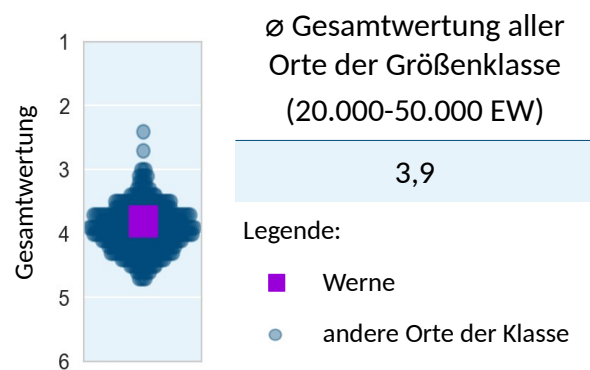 Gesamtwertung
1
2
3
4
5
6
⌀ Gesamtwertung aller
Orte der Größenklasse
(20.000-50.000 EW)
3,9
Legende:
Werne
andere Orte der Klasse